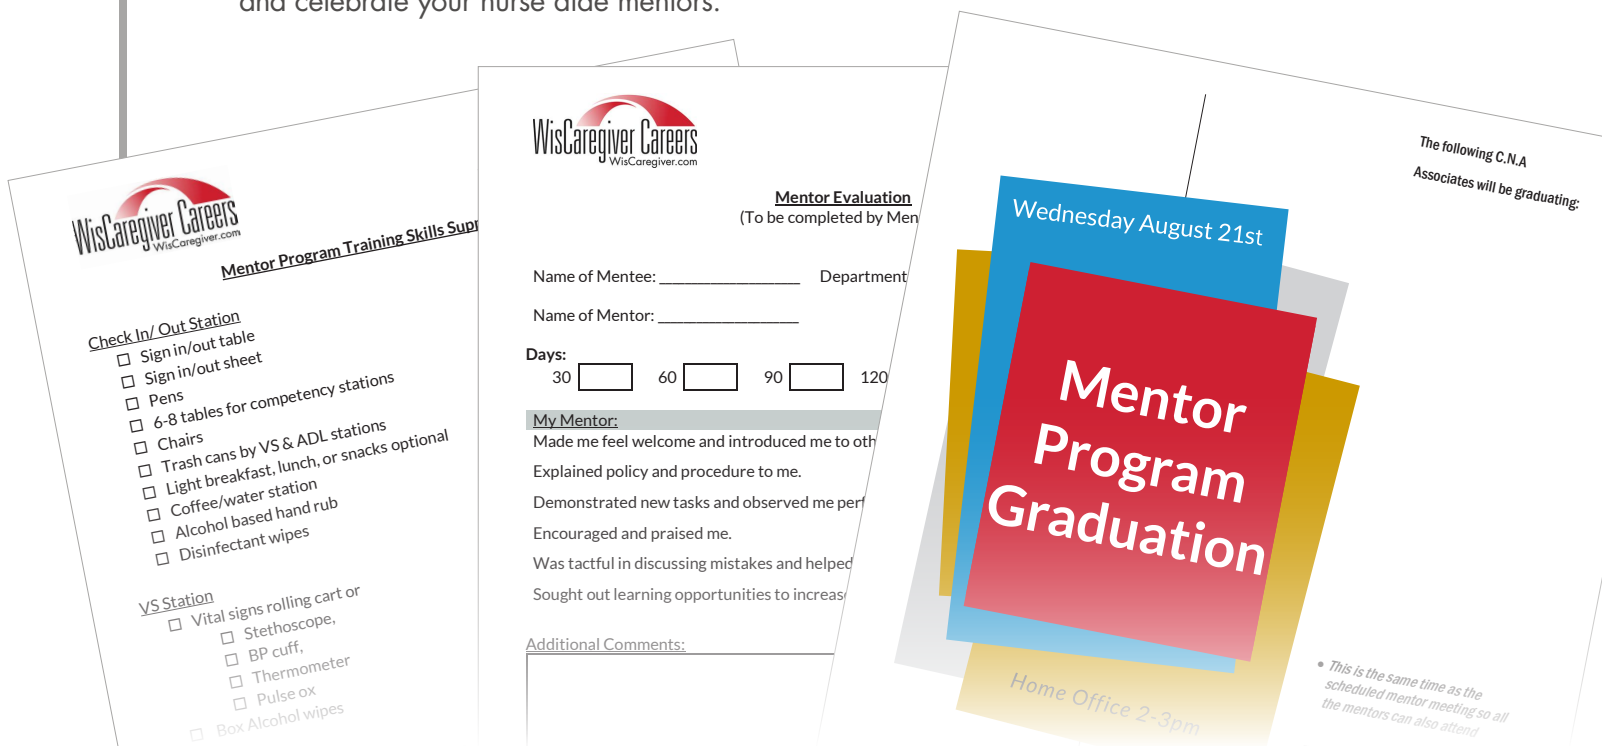 and celebrate your nurse aide mentors.
WisCaregiver Careers
WisCaregiver.com
Mentor Program Training Skills
Check In/ Out Station
☐ Sign in/out table
☐ Sign in/out sheet
☐ Pens
☐ 6-8 tables for competency stations
☐ Chairs
☐ Trash cans by VS & ADL stations
☐ Light breakfast, lunch, or snacks optional
☐ Coffee/water station
☐ Alcohol based hand rub
☐ Disinfectant wipes
VS Station
☐ Vital signs rolling cart or
☐ Stethoscope,
☐ BP cuff,
☐ Thermometer
☐ Pulse ox
☐ Box Alcohol wipes
WisCaregiver Careers
WisCaregiver.com
Mentor Evaluation
(To be completed by
Name of Mentee: __________________ Department
Name of Mentor: __________________
Days:
30 60 90 120
My Mentor:
Made me feel welcome and introduced me to
Explained policy and procedure to me.
Demonstrated new tasks and observed me
Encouraged and praised me.
Was tactful in discussing mistakes and helped
Sought out learning opportunities to
Additional Comments:
The following C.N.A
Associates will be graduating:
Wednesday August 21st
Mentor
Program
Graduation
Home Office 2-3pm
• This is the same time as the
scheduled mentor meeting so all
the mentors can also attend